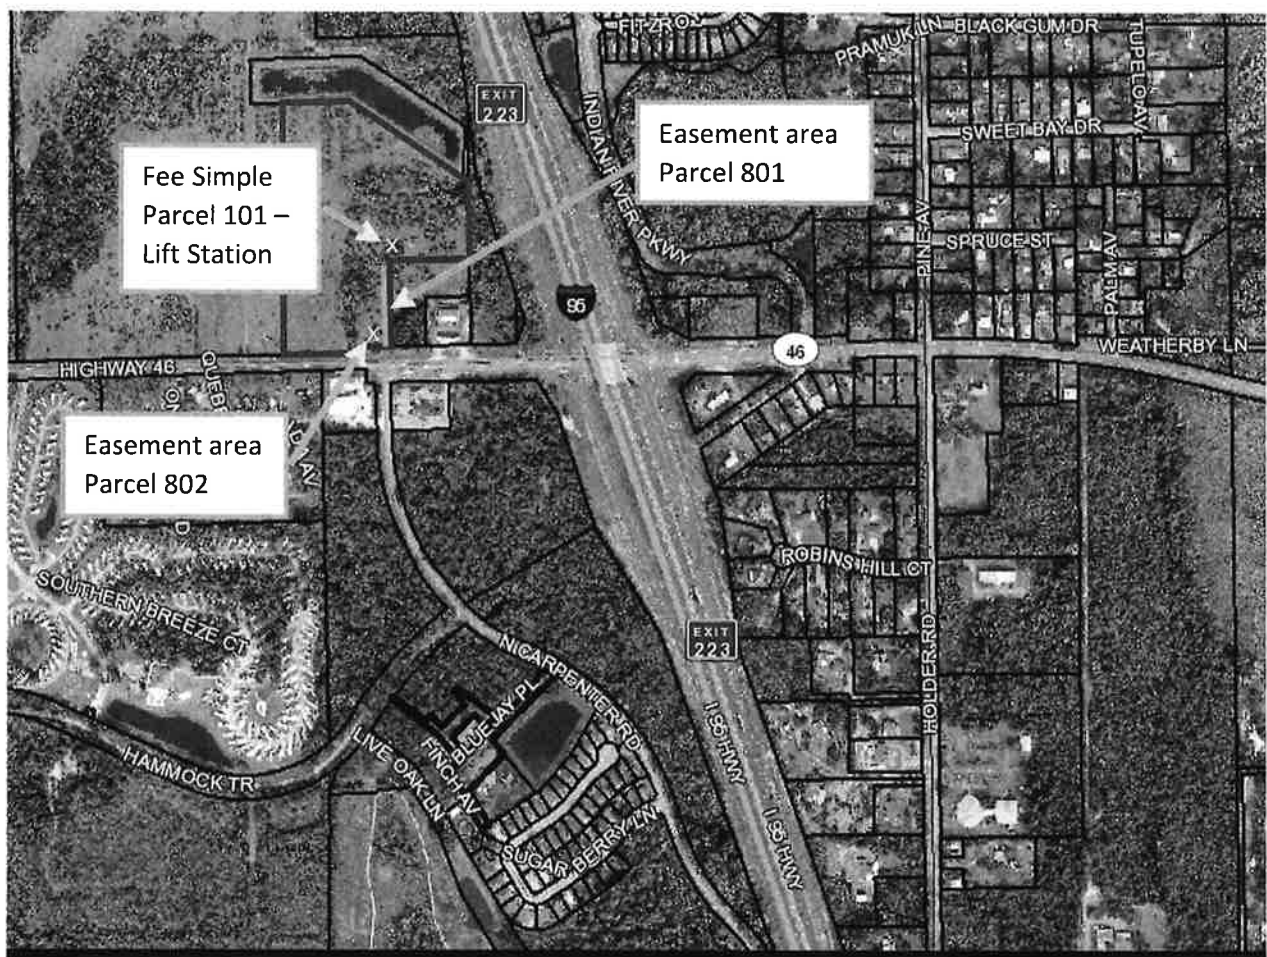 FITZRO
PRAMUK LN
BLACK GUM DR
TUPELO AV
EXIT
223
INDIAN RIVER PKWY
Easement area
Parcel 801
SWEET BAY DR
Fee Simple
Parcel 101 –
Lift Station
X
PINE AV
SPRUCE ST
PALM AV
95
X
46
WEATHERBY LN
HIGHWAY 46
Easement area
Parcel 802
ROBINS HILL CT
SOUTHERN BREEZE CT
EXIT
223
HOLDER RD
N CARPENTER RD
BLUE JAY PL
FINCH AV
LIVE OAK LN
HAMMOCK TR
SUGAR BERRY LN
I 95 HWY
I 95 HWY